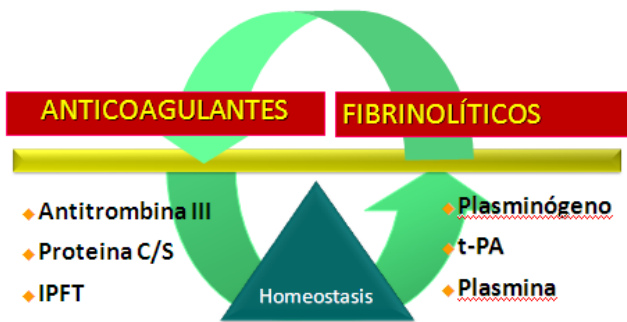 ANTICOAGULANTES
FIBRINOLÍTICOS
Antitrombina III
Proteina C/S
IPFT
Plasminógeno
t-PA
Plasmina
Homeostasis